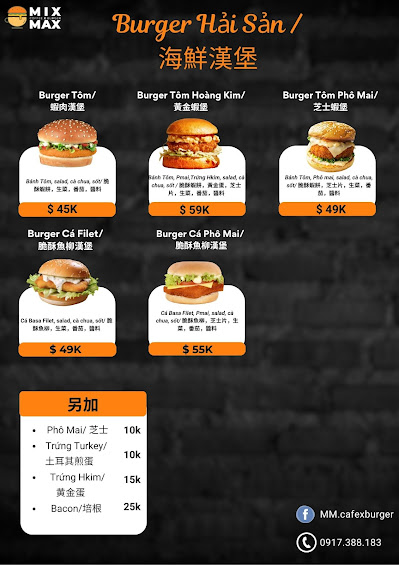 MIX
MAX
Burger Hải Sản /
海鮮漢堡
Burger Tôm/
蝦肉漢堡
Bánh Tôm, salad, cà chua, sốt/ 脆
酥蝦餅，生菜，番茄，醬料
$ 45K
Burger Tôm Hoàng Kim/
黃金蝦堡
Bánh Tôm, Pmai,Trứng Hkim, salad, cà
chua, sốt/ 脆酥蝦餅，黃金蛋，芝士
片，生菜，番茄，醬料
$ 59K
Burger Tôm Phô Mai/
芝士蝦堡
Bánh Tôm, Phô mai, salad, cà chua,
sốt/ 脆酥蝦餅，芝士片，生菜，番
茄，醬料
$ 49K
Burger Cá Filet/
脆酥魚柳漢堡
Cá Basa Filet, salad, cà chua, sốt/ 脆
酥魚柳，生菜，番茄，醬料
$ 49K
Burger Cá Phô Mai/
脆酥魚柳漢堡
Cá Basa Filet, Pmai, salad, cà
chua, sốt/ 脆酥魚柳，芝士片，生
菜，番茄，醬料
$ 55K
另加
Phô Mai/ 芝士 10k
Trứng Turkey/
土耳其煎蛋 10k
Trứng Hkim/
黃金蛋 15k
Bacon/培根 25k
MM.cafexburger
0917.388.183